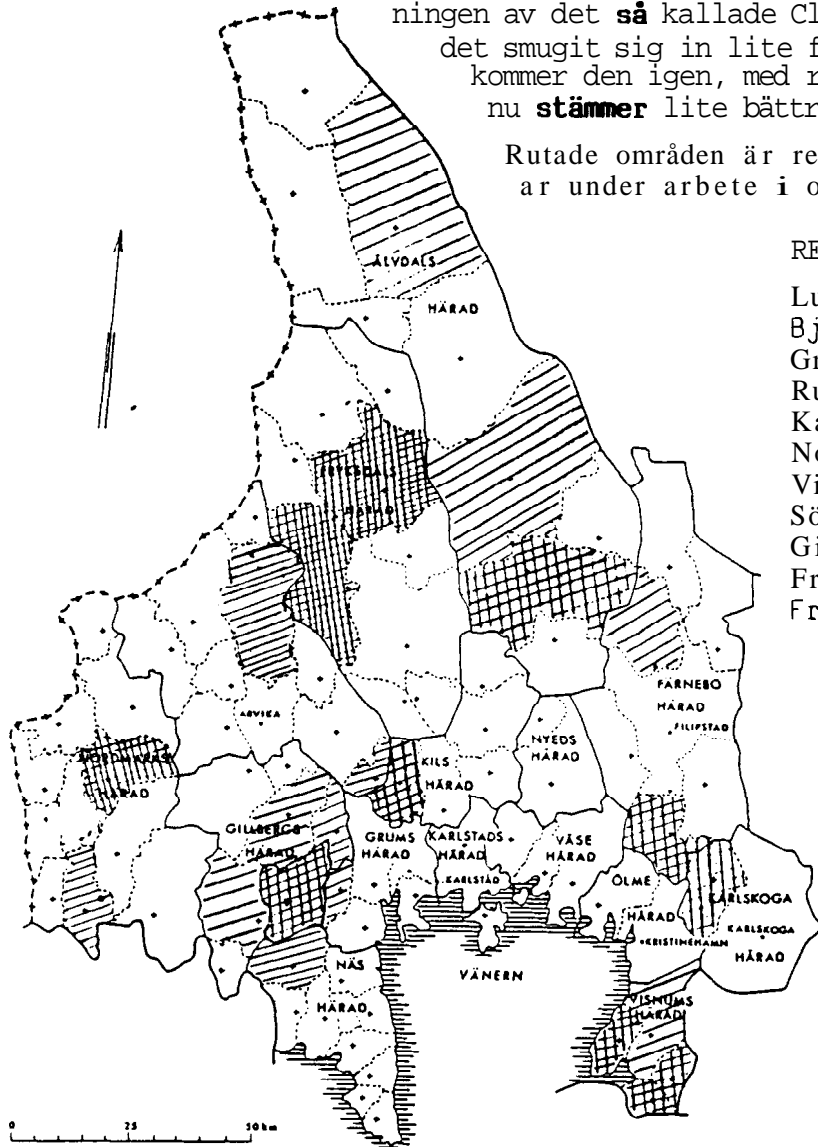 ningen av det så kallade Cl
det smugit sig in lite f
kommer den igen, med r
nu stämmer lite bättr
Rutade områden är re
ar under arbete i o
RE
Lu
Bj
Gr
Ru
Ka
No
Vi
Sö
Gi
Fr
Fr
ÄLVDALS
HÄRAD
FRYKSDALS
HÄRAD
ARVIKA
FÄRNEBO
HÄRAD
FILIPSTAD
NORDMARKS
HÄRAD
KILS
HÄRAD
NYEDS
HÄRAD
GILLBERGS
HÄRAD
GRUMS
HÄRAD
KARLSTADS
HÄRAD
KARLSTAD
VÄSE
HÄRAD
ÖLME
HÄRAD
KRISTINEHAMN
KARLSKOGA
KARLSKOGA
HÄRAD
NÄS
HÄRAD
VÄNERN
VISNUMS
HÄRAD
0 25 50 km